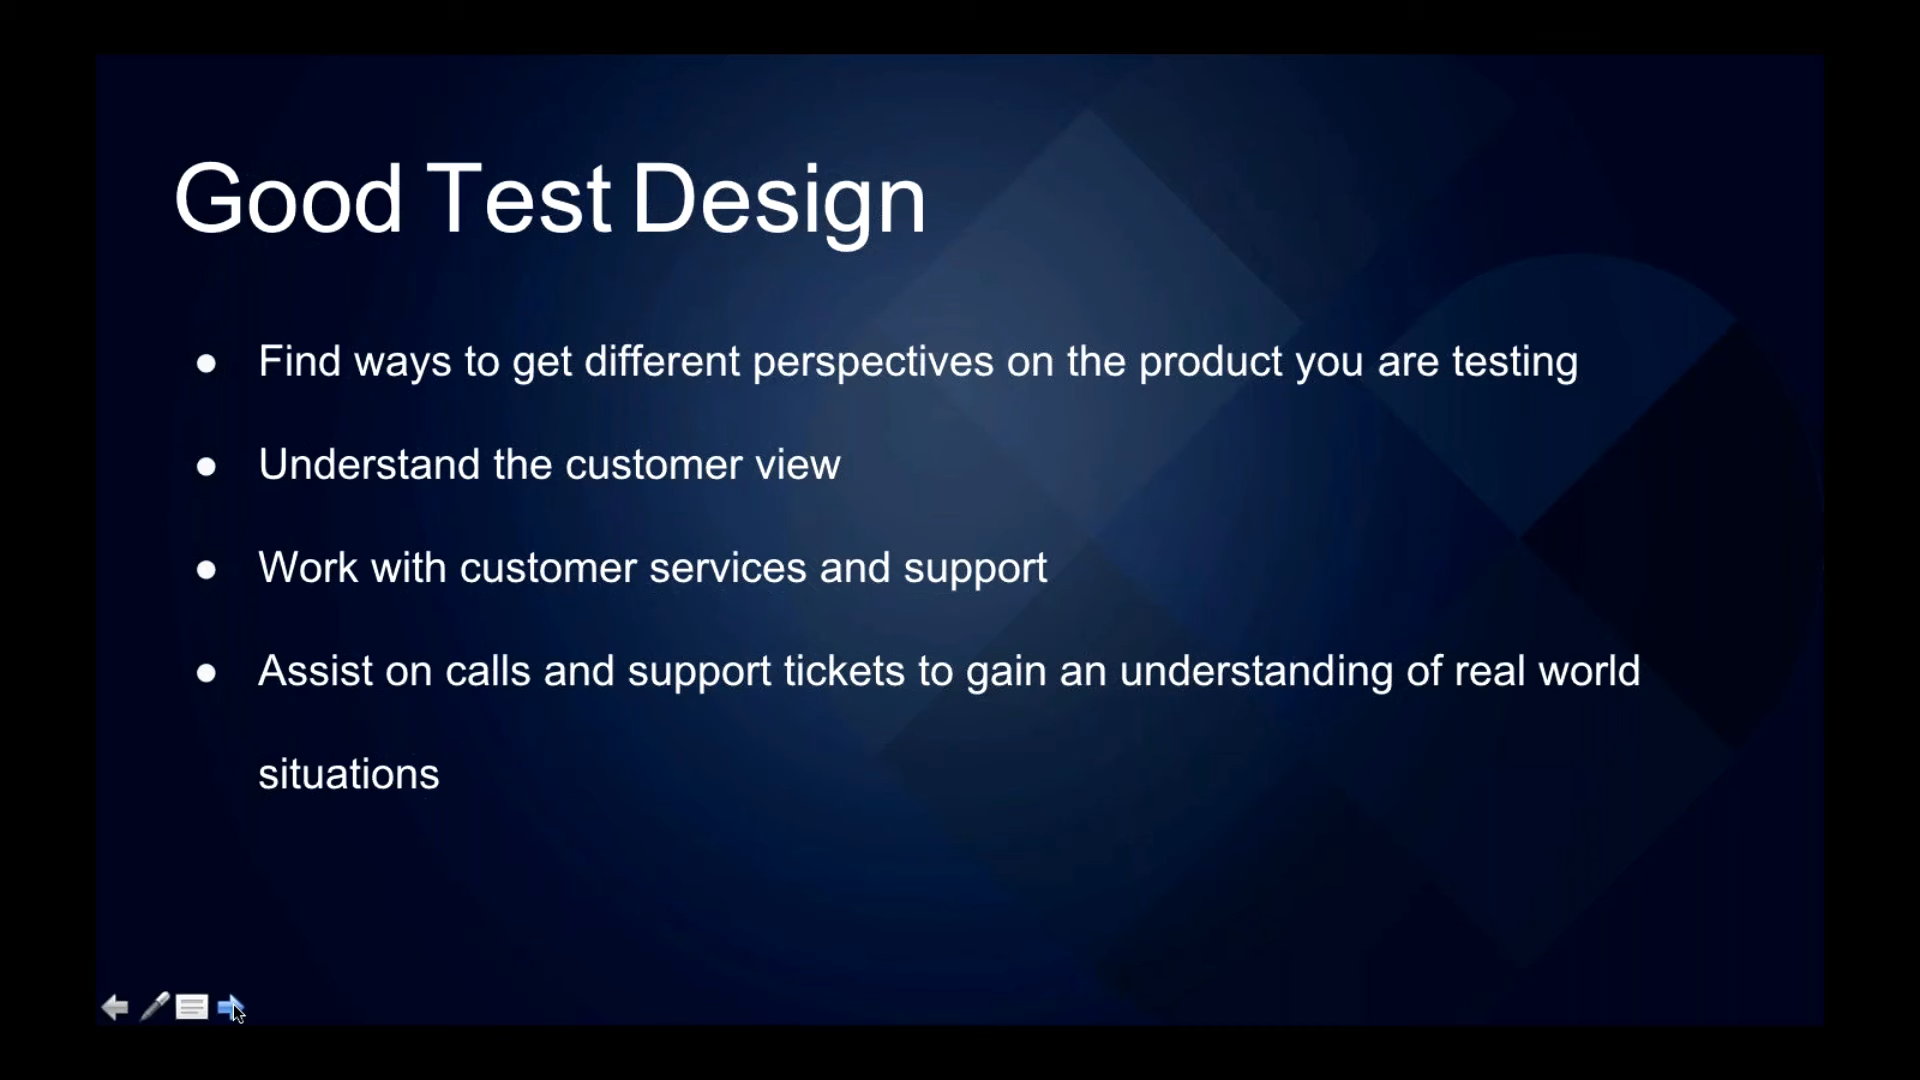 Good Test Design
● Find ways to get different perspectives on the product you are testing
● Understand the customer view
● Work with customer services and support
● Assist on calls and support tickets to gain an understanding of real world
situations